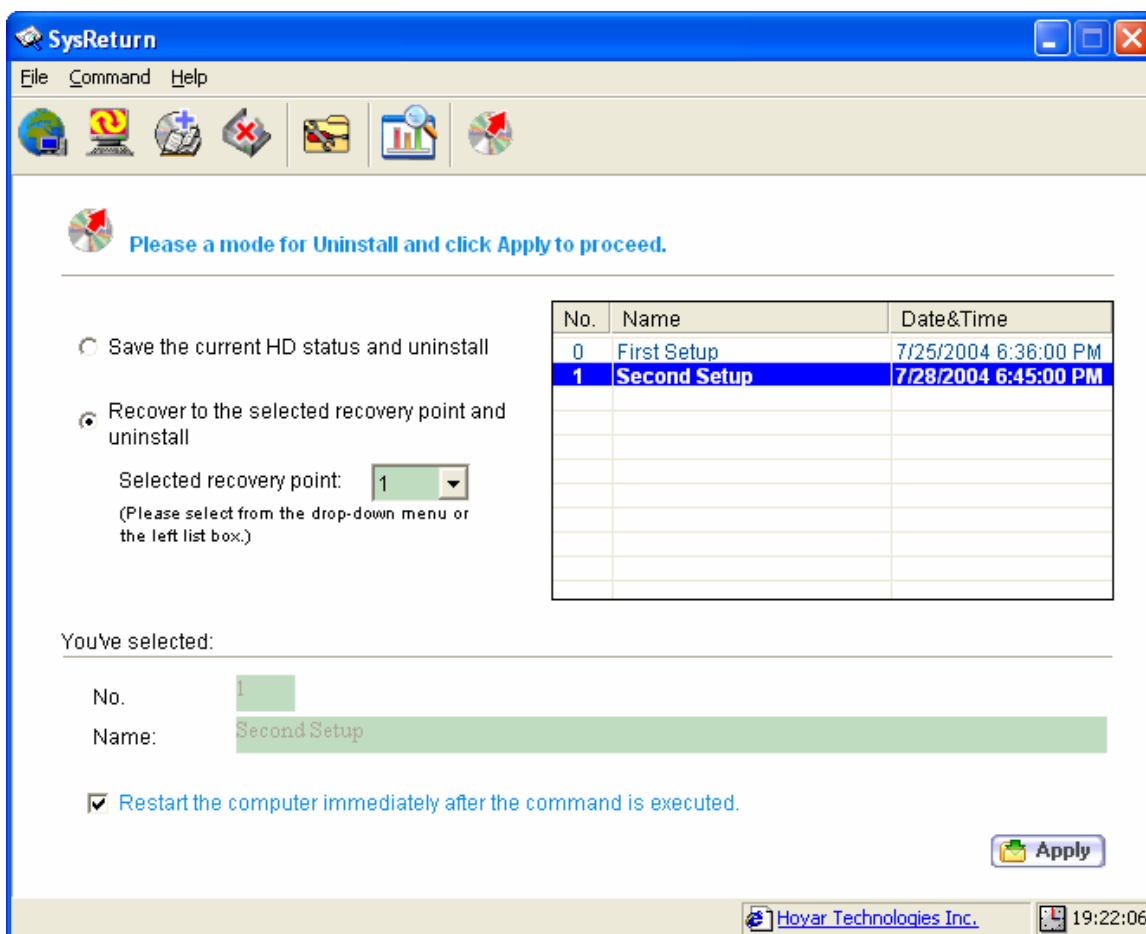 SysReturn
File Command Help
Please a mode for Uninstall and click Apply to proceed.
Save the current HD status and uninstall
Recover to the selected recovery point and
uninstall
Selected recovery point: 1
(Please select from the drop-down menu or
the left list box.)
No. Name Date&Time
0 First Setup 7/25/2004 6:36:00 PM
1 Second Setup 7/28/2004 6:45:00 PM
You've selected:
No. 1
Name: Second Setup
Restart the computer immediately after the command is executed.
Apply
Hoyar Technologies Inc. 19:22:06